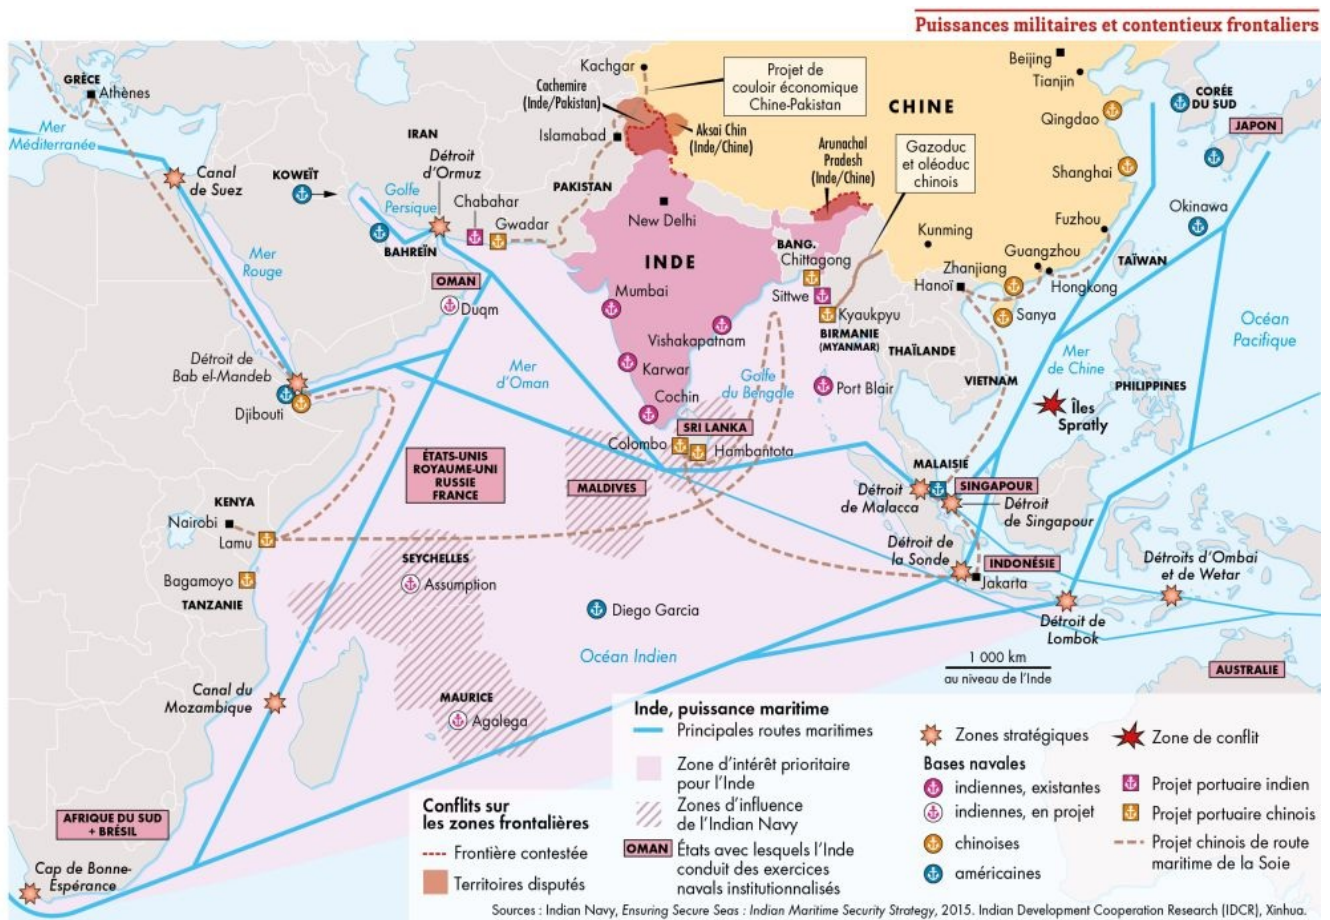 Puissances militaires et contentieux frontaliers
GRÈCE
Athènes
Mer
Méditerranée
Canal
de Suez
KOWEÏT
IRAN
Détroit
d'Ormuz
Golfe
Persique
Chabahar
Gwadar
BAHREÏN
Mer
Rouge
OMAN
Duqm
Détroit de
Bab el-Mandeb
Djibouti
Kachgar
Cachemire
(Inde/Pakistan)
Islamabad
PAKISTAN
Projet de
couloir économique
Chine-Pakistan
Aksai Chin
(Inde/Chine)
Arunachal
Pradesh
(Inde/Chine)
CHINE
Gazoduc
et oléoduc
chinois
Beijing
Tianjin
CORÉE
DU SUD
JAPON
Qingdao
Shanghai
Okinawa
Fuzhou
Kunming
Guangzhou
Zhanjiang
Hanoï
Hongkong
TAÏWAN
Sanya
New Delhi
INDE
Mumbai
Vishakapatnam
Karwar
Cochin
BANG.
Chittagong
Sittwe
Kyaukpyu
BIRMANIE
(MYANMAR)
THAÏLANDE
VIETNAM
Mer
d'Oman
Golfe
du Bengale
Port Blair
Mer
de Chine
PHILIPPINES
Océan
Pacifique
Îles
Spratly
Colombo
SRI LANKA
Hambantota
ÉTATS-UNIS
ROYAUME-UNI
RUSSIE
FRANCE
MALDIVES
MALAISIE
SINGAPOUR
Détroit
de Malacca
Détroit
de Singapour
KENYA
Nairobi
Lamu
Bagamoyo
TANZANIE
SEYCHELLES
Assumption
Diego Garcia
Détroit de
la Sonde
INDONÉSIE
Jakarta
Détroits d'Ombai
et de Wetar
Détroit de
Lombok
Océan Indien
1 000 km
au niveau de l'Inde
AUSTRALIE
Canal du
Mozambique
MAURICE
Agalega
AFRIQUE DU SUD
+ BRÉSIL
Cap de Bonne-
Espérance
Conflits sur
les zones frontalières
Frontière contestée
Territoires disputés
Inde, puissance maritime
Principales routes maritimes
Zone d'intérêt prioritaire
pour l'Inde
Zones d'influence
de l'Indian Navy
OMAN
États avec lesquels l'Inde
conduit des exercices
navals institutionnalisés
Zones stratégiques
Bases navales
indiennes, existantes
indiennes, en projet
chinoises
américaines
Zone de conflit
Projet portuaire indien
Projet portuaire chinois
Projet chinois de route
maritime de la Soie
Sources : Indian Navy, Ensuring Secure Seas : Indian Maritime Security Strategy, 2015. Indian Development Cooperation Research (IDCR), Xinhua.